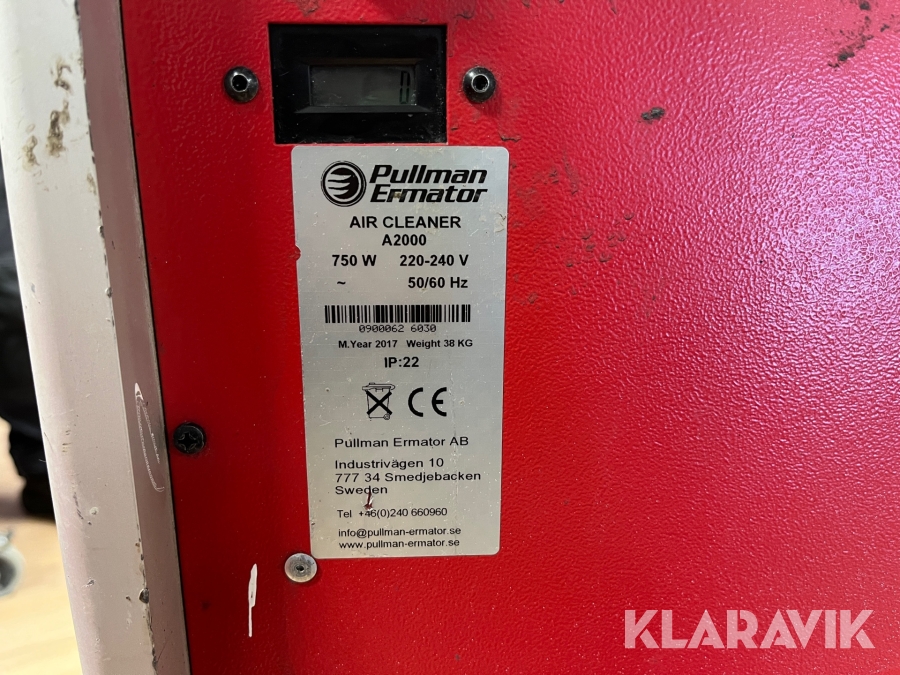 0
Pullman
Ermator
AIR CLEANER
A2000
750 W 220-240 V
~ 50/60 Hz
0900062 6030
M.Year 2017 Weight 38 KG
IP:22
CE
Pullman Ermator AB
Industrivägen 10
777 34 Smedjebacken
Sweden
Tel +46(0)240 660960
info@pullman-ermator.se
www.pullman-ermator.se
KLARAVIK